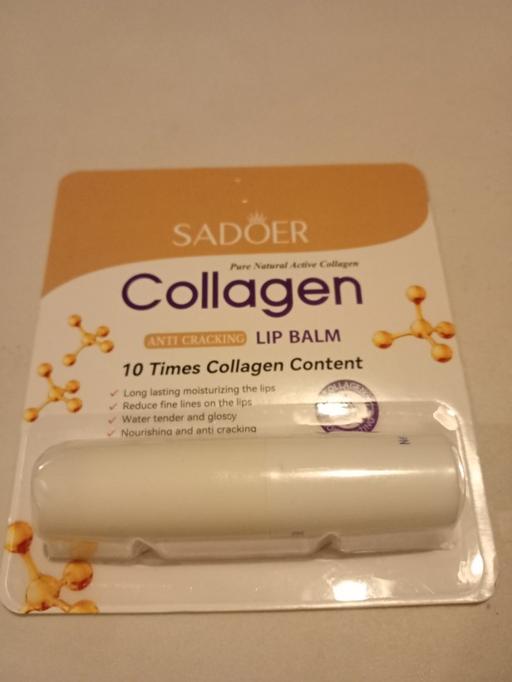 SADOER
Pure Natural Active Collagen
Collagen
ANTI CRACKING LIP BALM
10 Times Collagen Content
✓ Long lasting moisturizing the lips
✓ Reduce fine lines on the lips
✓ Water tender and glossy
✓ Nourishing and anti cracking
COLLAGEN